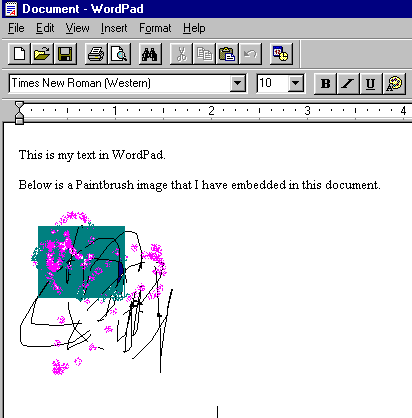 Document - WordPad
File Edit View Insert Format Help
Times New Roman (Western) 10 B I U
1 2 3 4
This is my text in WordPad.
Below is a Paintbrush image that I have embedded in this document.